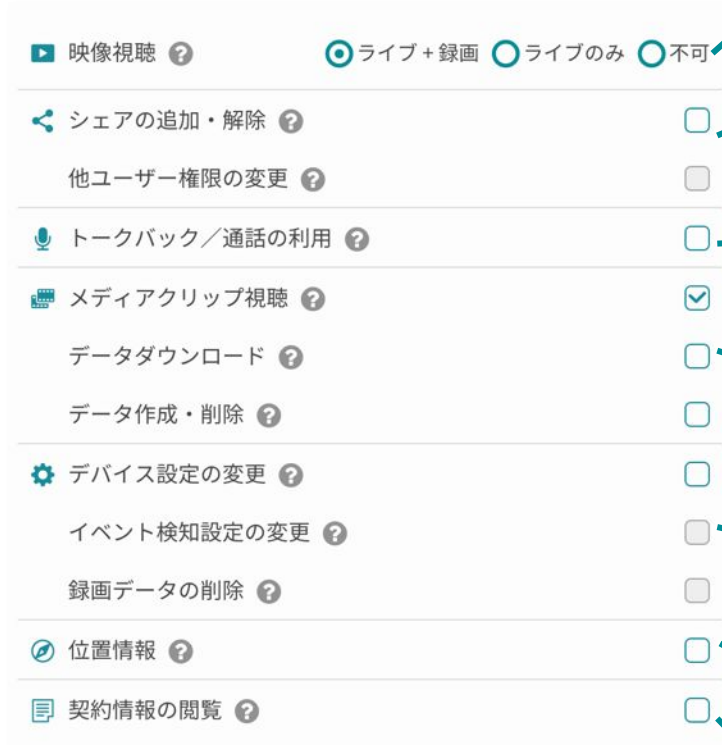 映像視聴 ? ライブ + 録画 ライブのみ 不可
シェアの追加・解除 ?
他ユーザー権限の変更 ?
トークバック／通話の利用 ?
メディアクリップ視聴 ?
データダウンロード ?
データ作成・削除 ?
デバイス設定の変更 ?
イベント検知設定の変更 ?
録画データの削除 ?
位置情報 ?
契約情報の閲覧 ?